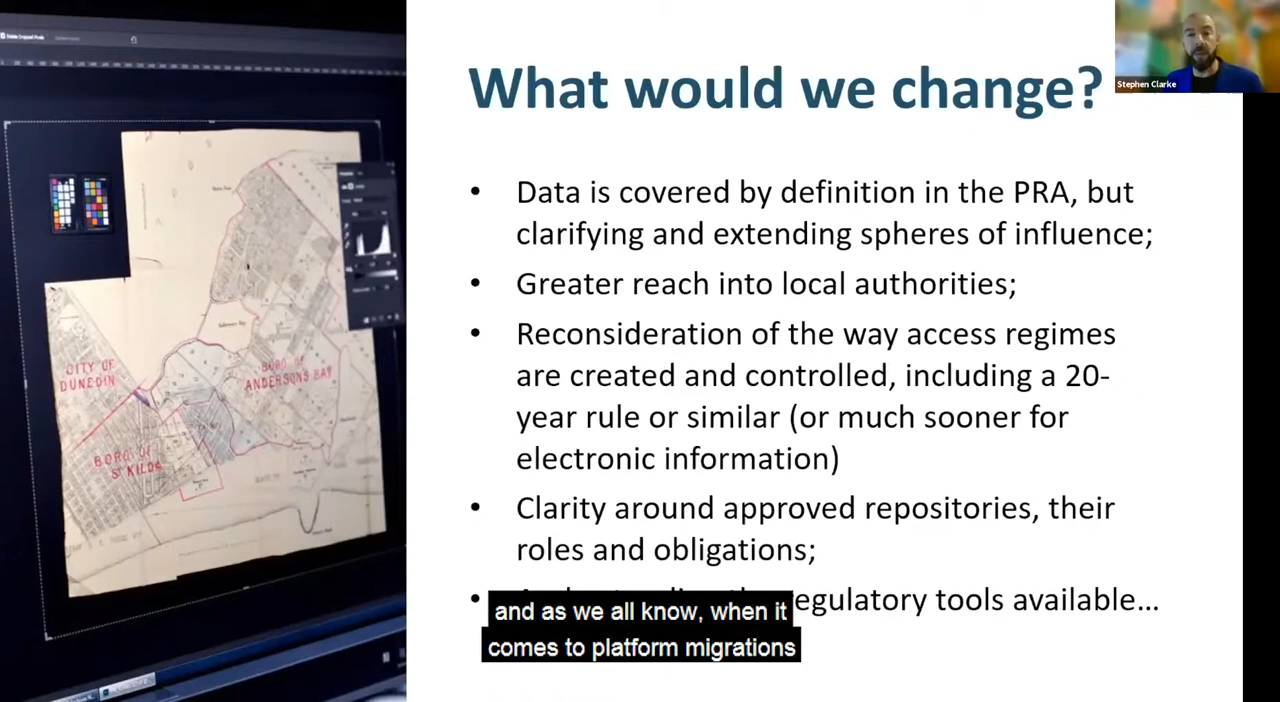 What would we change?
Stephen Clarke
• Data is covered by definition in the PRA, but
clarifying and extending spheres of influence;
• Greater reach into local authorities;
• Reconsideration of the way access regimes
are created and controlled, including a 20-
year rule or similar (or much sooner for
electronic information)
• Clarity around approved repositories, their
roles and obligations;
• regulatory tools available…
and as we all know, when it
comes to platform migrations
CITY OF
DUNEDIN
BORO OF
ANDERSONS BAY
BORO OF
ST KILDA